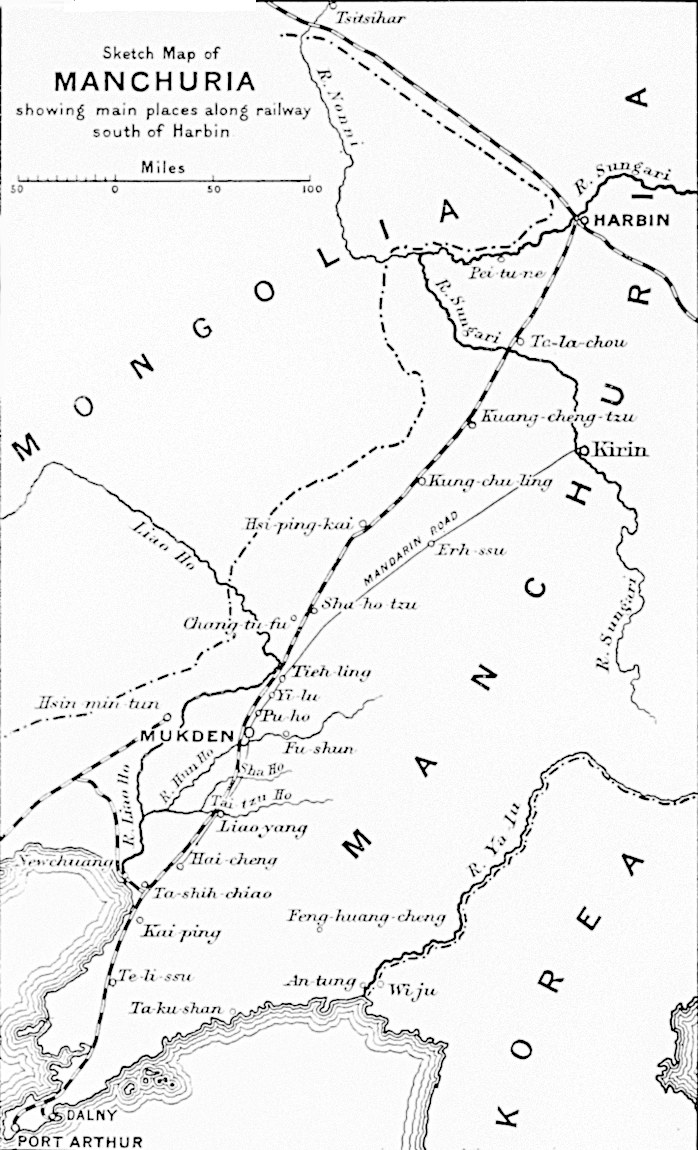 Sketch Map of
MANCHURIA
showing main places along railway
south of Harbin
Miles
50 0 50 100
Tsitsihar
R. Nonni
R. Sungari
HARBIN
MONGOLIA
MANCHURIA
Pei-tu-ne
R. Sungari
To-la-chou
Kuang-cheng-tzu
Kirin
Kung-chu-ling
Hsi-ping-kai
MANDARIN ROAD
Erh-ssu
Liao Ho
Sha-ho-tzu
Chang-tu-fu
R. Sungari
Tieh-ling
Yi-lu
Hsin-min-tun
Pu-ho
MUKDEN
Fu-shun
R. Hun Ho
Sha Ho
R. Liao Ho
Tai-tzu Ho
Liaoyang
Newchuang
Hai-cheng
Ta-shih-chiao
R. Ya-lu
Kai-ping
Feng-huang-cheng
KOREA
Te-li-ssu
An-tung
Wi-ju
Ta-ku-shan
DALNY
PORT ARTHUR